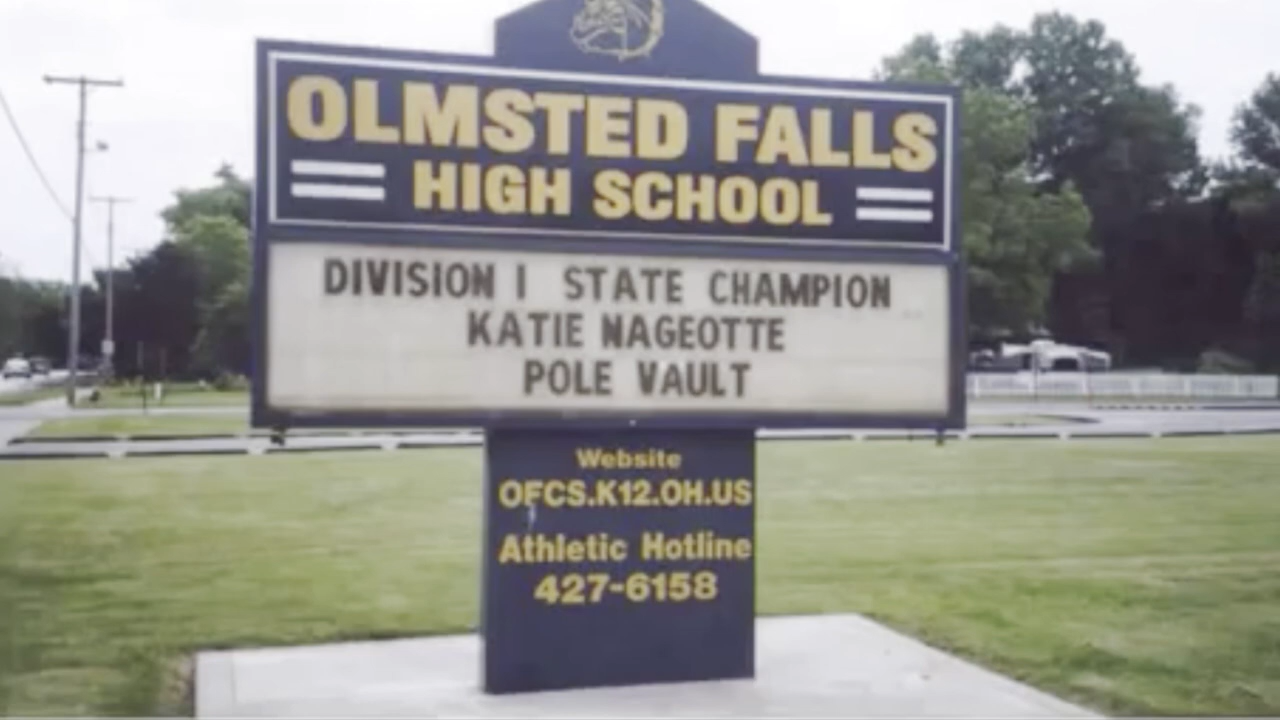 OLMSTED FALLS
HIGH SCHOOL
DIVISION I STATE CHAMPION
KATIE NAGEOTTE
POLE VAULT
Website
OFCS.K12.OH.US
Athletic Hotline
427-6158